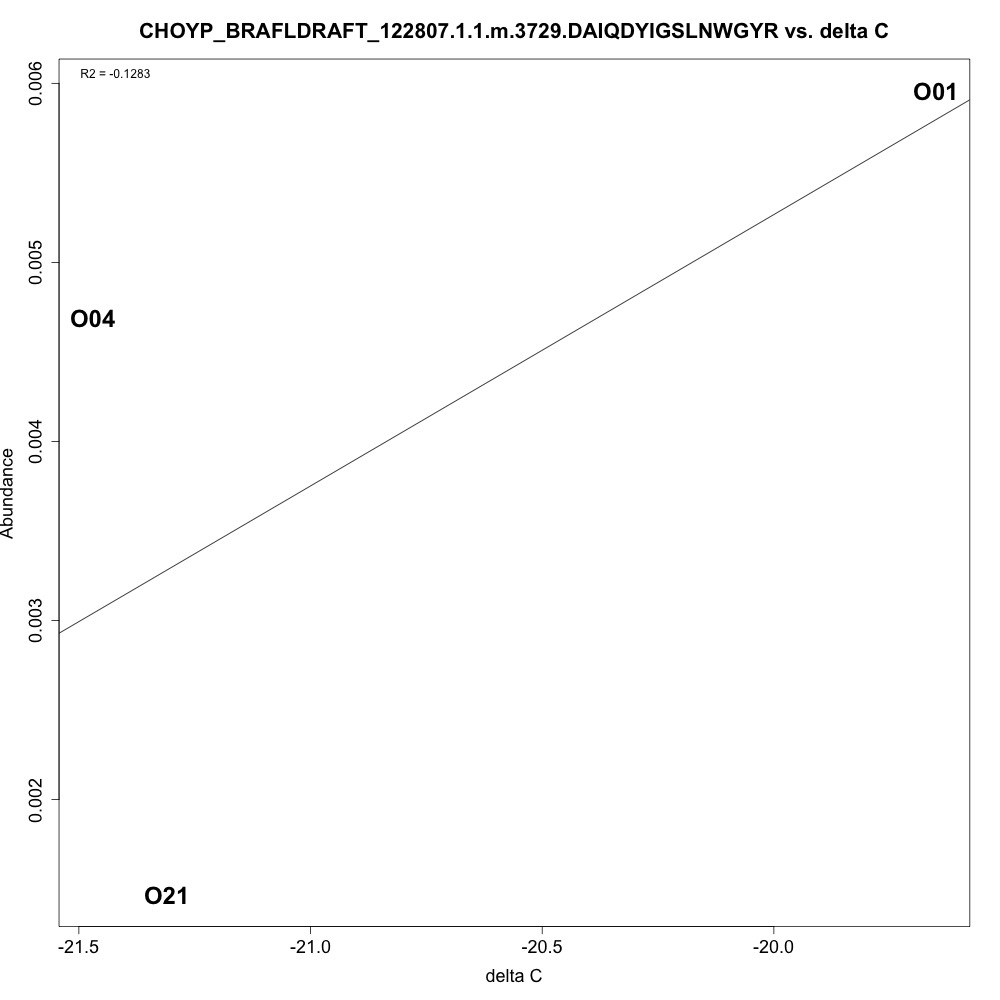 CHOYP_BRAFLDRAFT_122807.1.1.m.3729.DAIQDYIGSLNWGYR vs. delta C
R2 = -0.1283
0.006
O01
0.005
O04
0.004
Abundance
0.003
0.002
O21
-21.5 -21.0 -20.5 -20.0
delta C